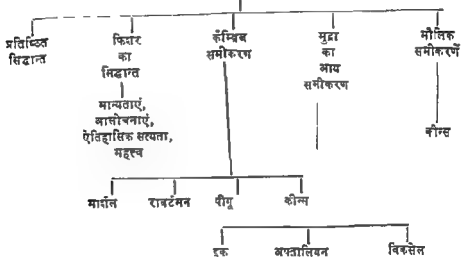 प्रतिष्ठित
सिद्धान्त
फिशर
का
सिद्धान्त
मान्यताएं,
आलोचनाएं,
ऐतिहासिक सत्यता,
महत्त्व
कैम्ब्रिज
समीकरण
मुद्रा
का
आय
समीकरण
मौलिक
समीकरणें
कीन्स
मार्शल
राबर्टसन
पीगू
कीन्स
टूक
अफ्तालियन
विकसेल